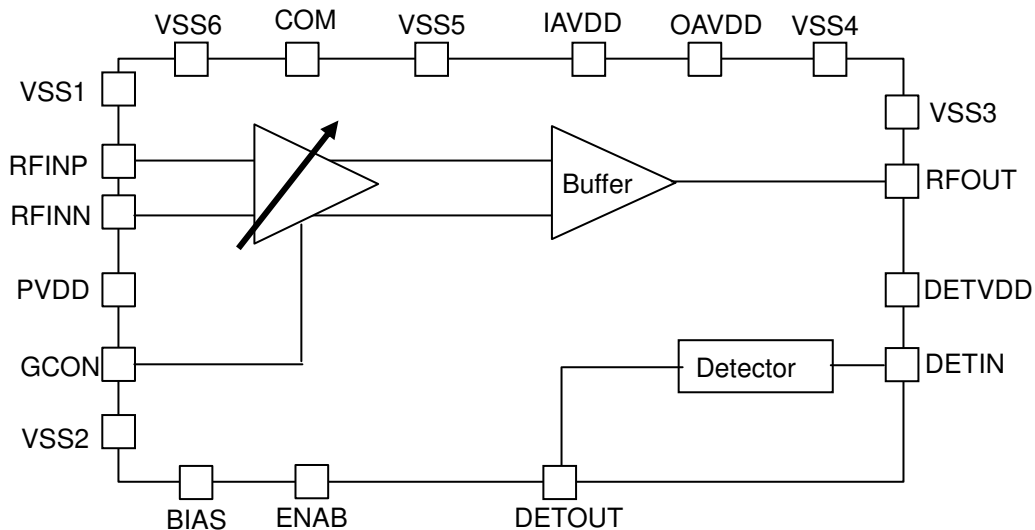 VSS6
COM
VSS5
IAVDD
OAVDD
VSS4
VSS1
VSS3
RFINP
Buffer
RFOUT
RFINN
PVDD
DETVDD
GCON
Detector
DETIN
VSS2
BIAS
ENAB
DETOUT